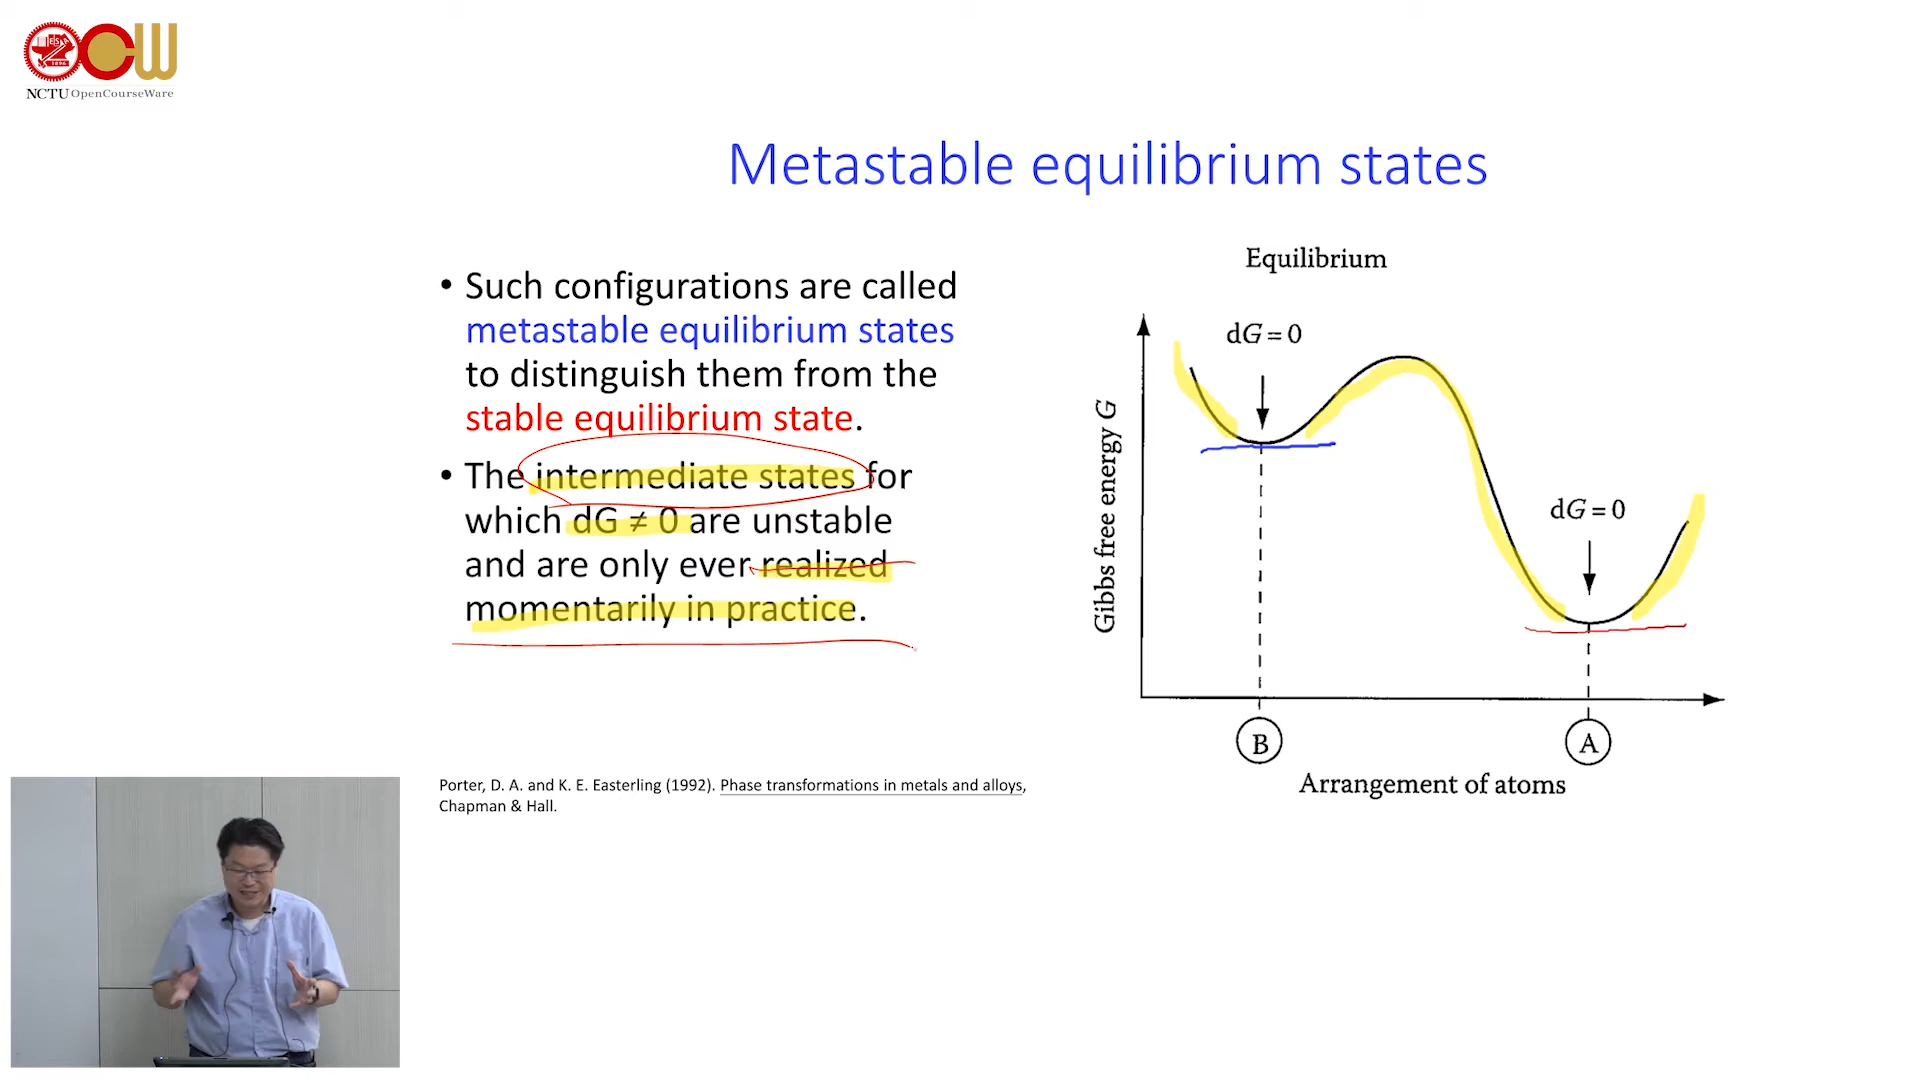 NCTU OpenCourseWare
Metastable equilibrium states
• Such configurations are called
metastable equilibrium states
to distinguish them from the
stable equilibrium state.
• The intermediate states for
which dG ≠ 0 are unstable
and are only ever realized
momentarily in practice.
Porter, D. A. and K. E. Easterling (1992). Phase transformations in metals and alloys,
Chapman & Hall.
Equilibrium
dG = 0
dG = 0
Gibbs free energy G
B
A
Arrangement of atoms